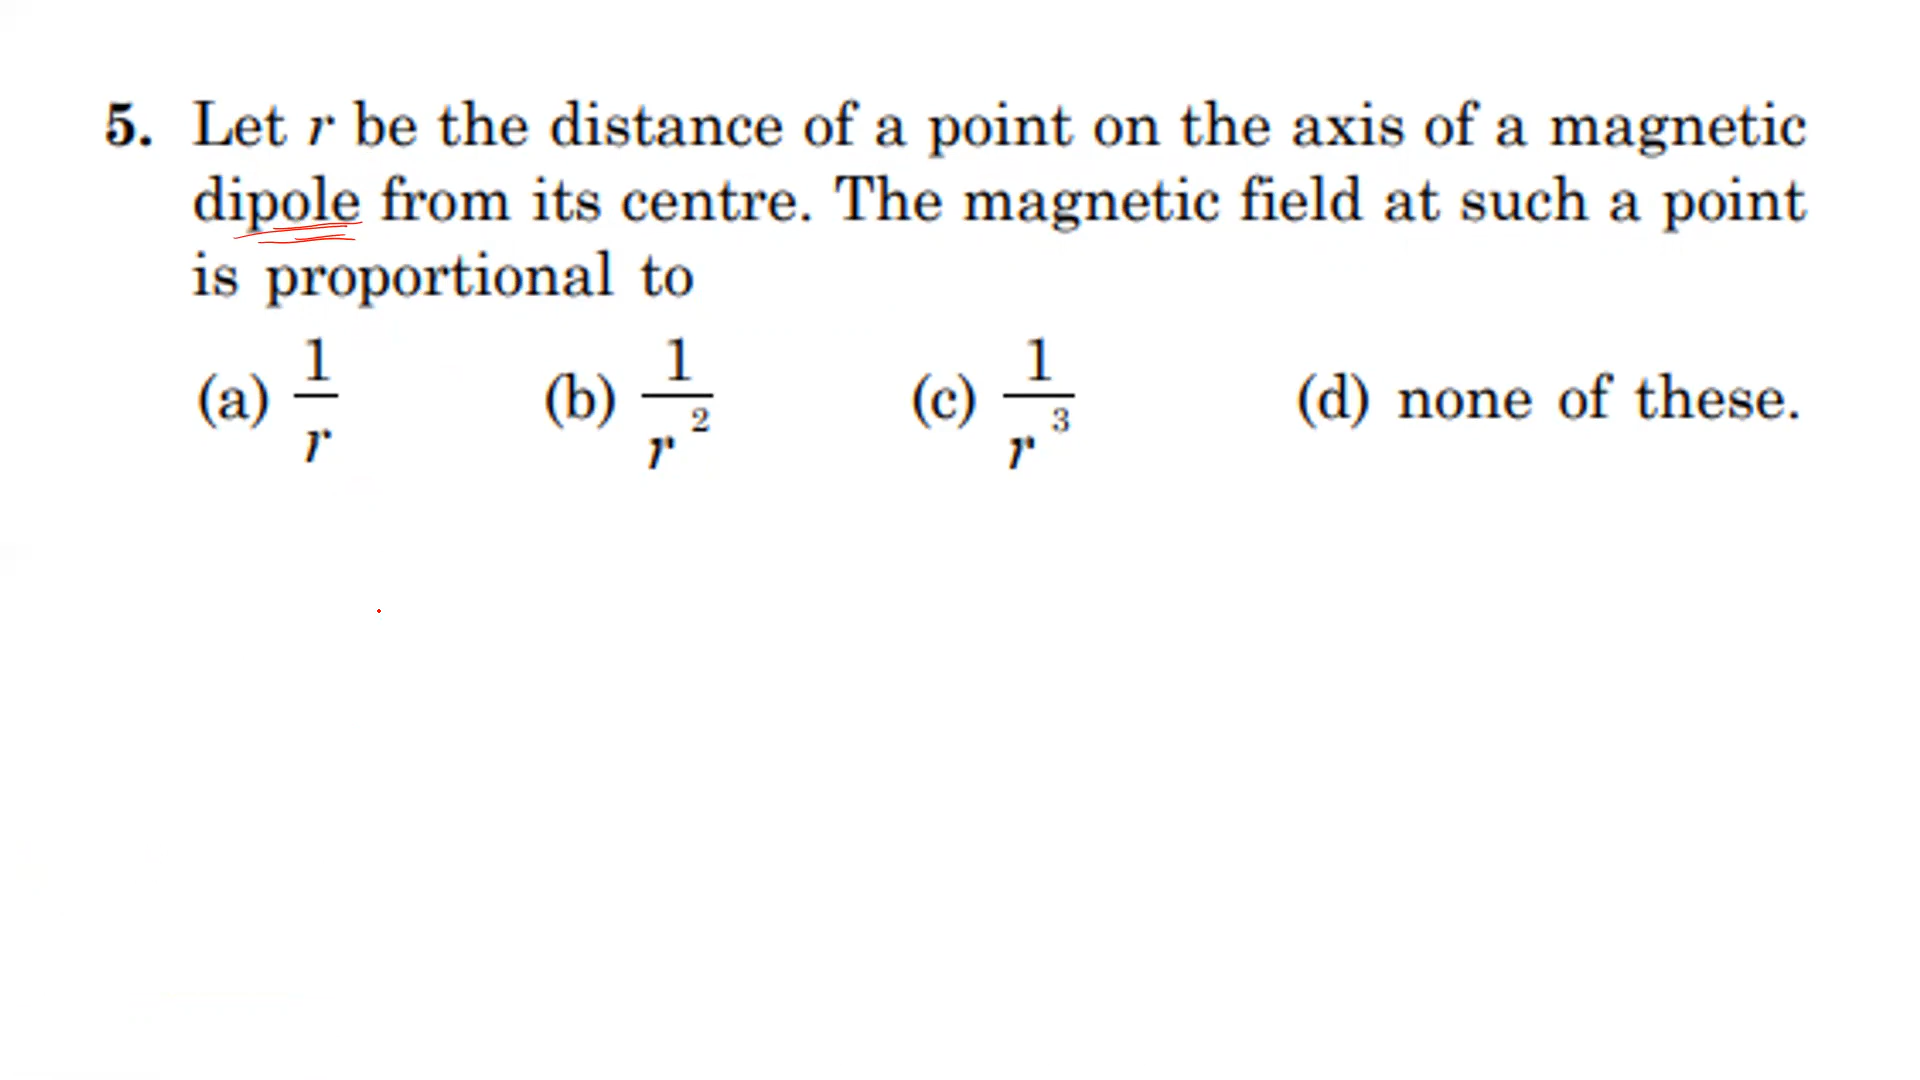 5. Let r be the distance of a point on the axis of a magnetic
dipole from its centre. The magnetic field at such a point
is proportional to
(a) 1/r (b) 1/r² (c) 1/r³ (d) none of these.